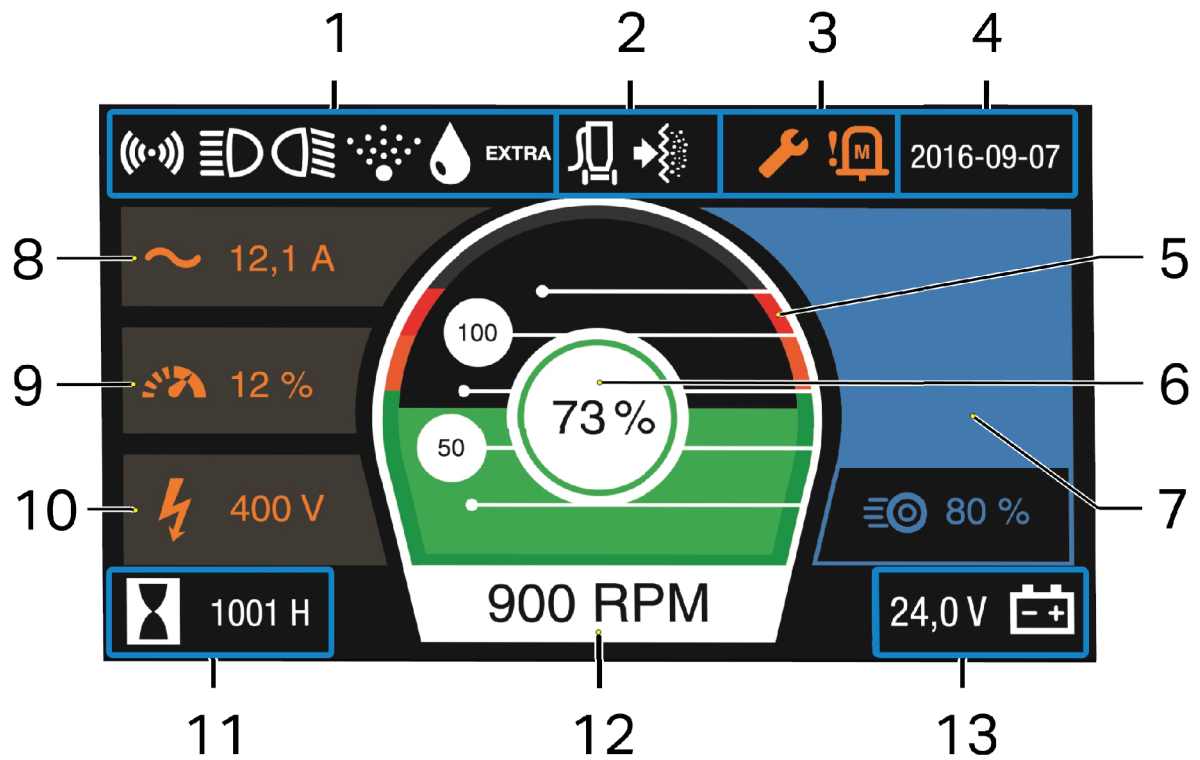 1 2 3 4
EXTRA M 2016-09-07
8 12,1 A 5
100
9 12 % 73 % 6
50
10 400 V 80 % 7
1001 H 900 RPM 24,0 V - +
11 12 13